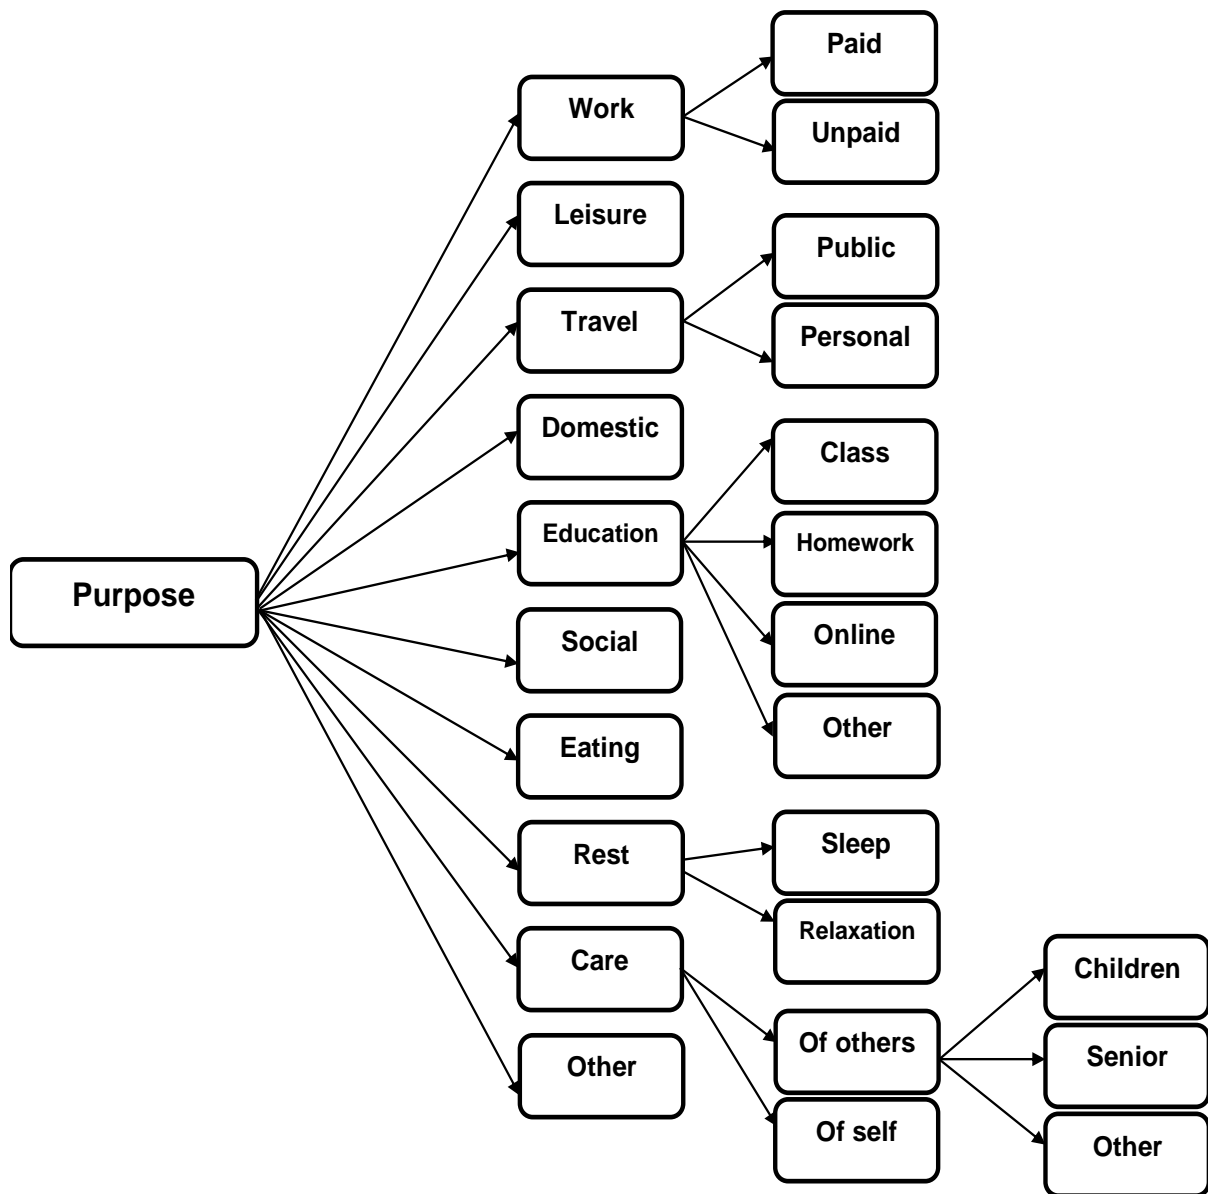 Purpose
Work
Leisure
Travel
Domestic
Education
Social
Eating
Rest
Care
Other
Paid
Unpaid
Public
Personal
Class
Homework
Online
Other
Sleep
Relaxation
Of others
Of self
Children
Senior
Other